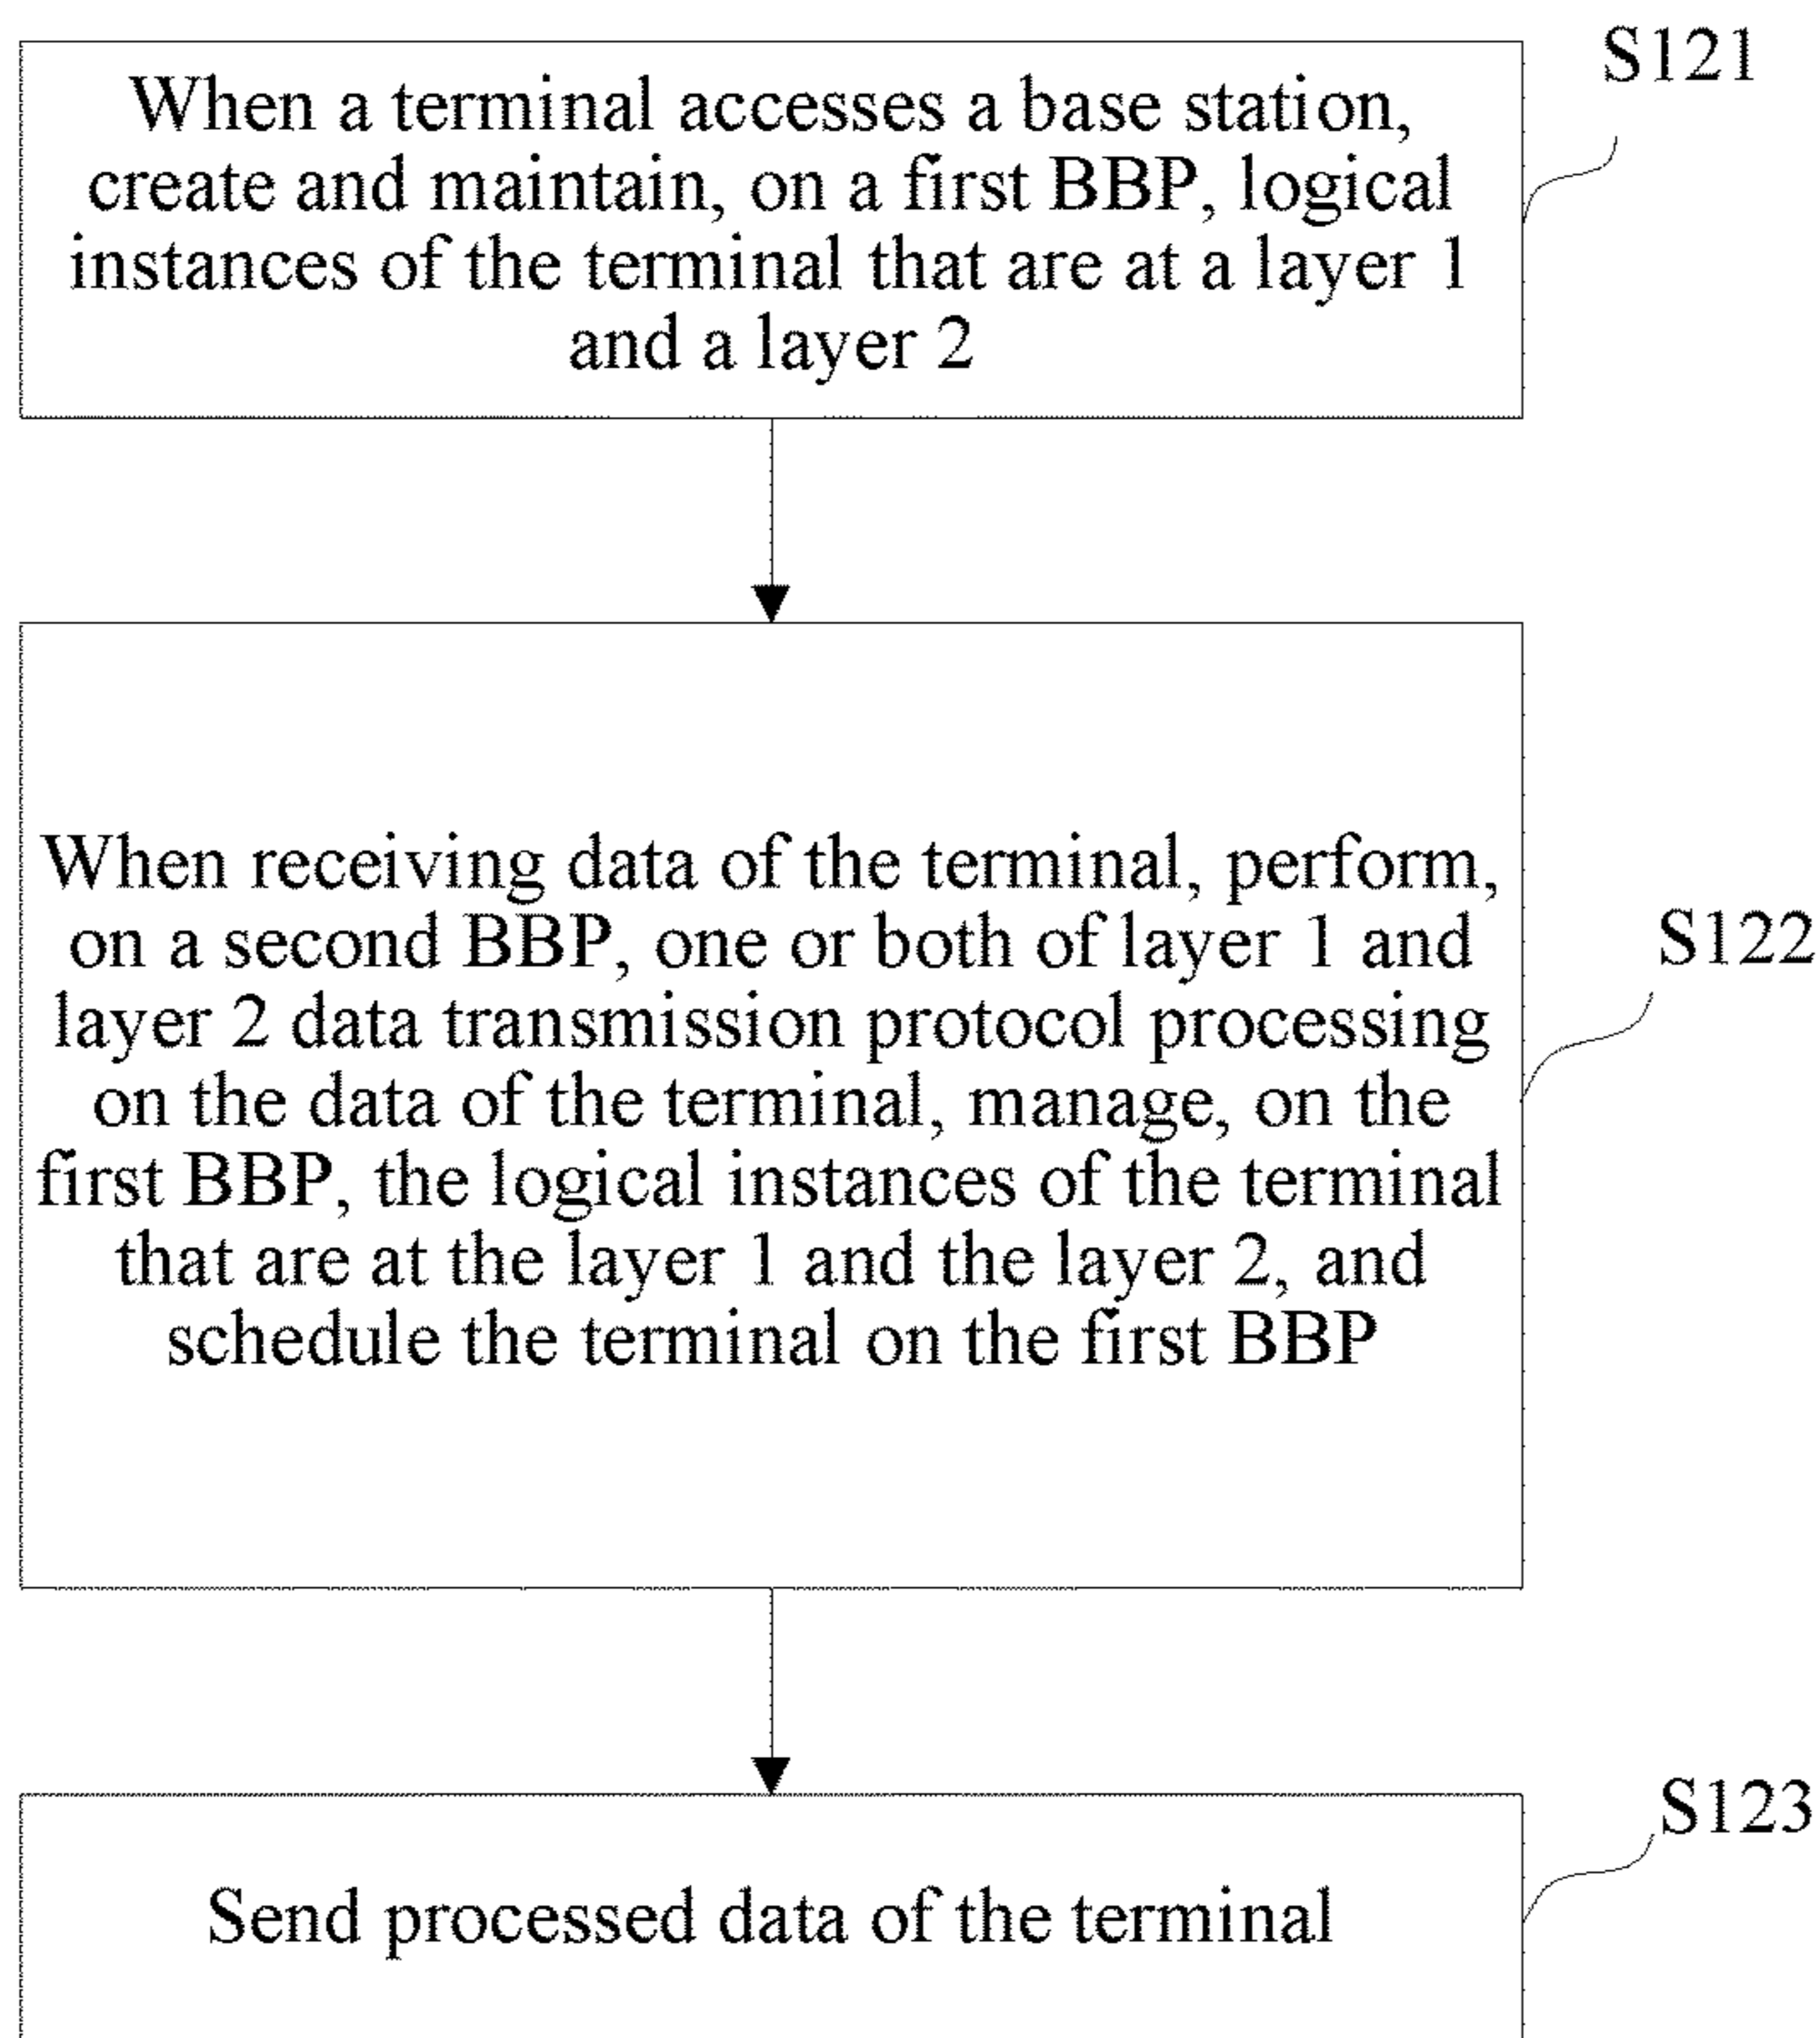 S121
When a terminal accesses a base station,
create and maintain, on a first BBP, logical
instances of the terminal that are at a layer 1
and a layer 2
When receiving data of the terminal, perform,
on a second BBP, one or both of layer 1 and
layer 2 data transmission protocol processing
on the data of the terminal, manage, on the
first BBP, the logical instances of the terminal
that are at the layer 1 and the layer 2, and
schedule the terminal on the first BBP
S122
S123
Send processed data of the terminal